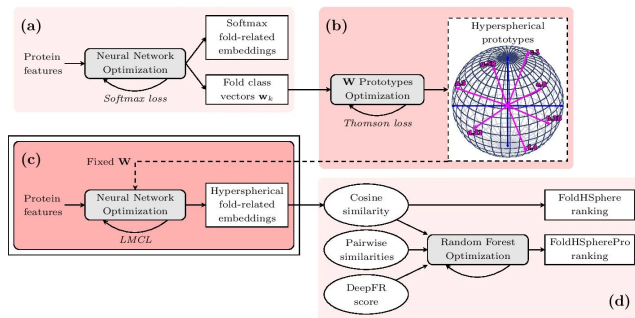 (a)
Protein
features
Neural Network
Optimization
Softmax loss
Softmax
fold-related
embeddings
Fold class
vectors w_k
(b)
W Prototypes
Optimization
Thomson loss
Hyperspherical
prototypes
(c)
Fixed W
Protein
features
Neural Network
Optimization
LMCL
Hyperspherical
fold-related
embeddings
Cosine
similarity
Pairwise
similarities
DeepFR
score
Random Forest
Optimization
FoldHSphere
ranking
FoldHSpherePro
ranking
(d)